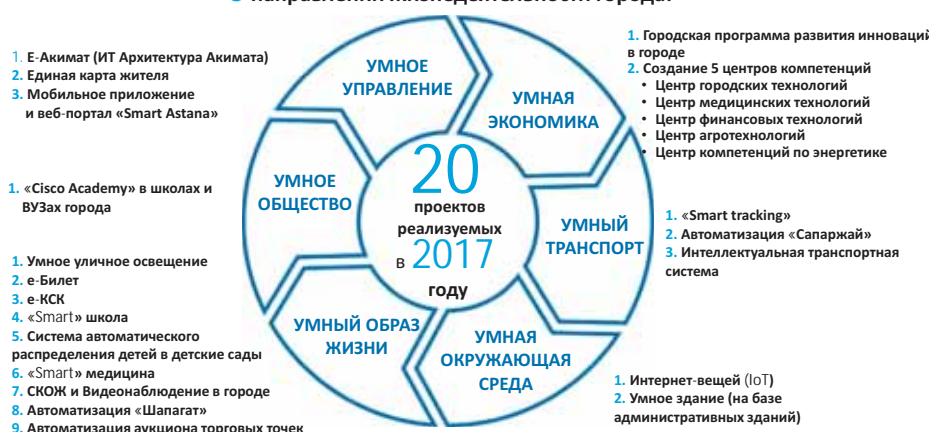 направлений жизнедеятельности города:
1. Е-Акимат (ИТ Архитектура Акимата)
2. Единая карта жителя
3. Мобильное приложение
и веб-портал «Smart Astana»
1. «Cisco Academy» в школах и
ВУЗах города
1. Умное уличное освещение
2. е-Билет
3. е-КСК
4. «Smart» школа
5. Система автоматического
распределения детей в детские сады
6. «Smart» медицина
7. СКОЖ и Видеонаблюдение в городе
8. Автоматизация «Шапагат»
9. Автоматизация аукциона торговых точек
УМНОЕ
УПРАВЛЕНИЕ
УМНАЯ
ЭКОНОМИКА
УМНОЕ
ОБЩЕСТВО
УМНЫЙ
ТРАНСПОРТ
УМНЫЙ ОБРАЗ
ЖИЗНИ
УМНАЯ
ОКРУЖАЮЩАЯ
СРЕДА
20
проектов
реализуемых
в 2017
году
1. Городская программа развития инноваций
в городе
2. Создание 5 центров компетенций
• Центр городских технологий
• Центр медицинских технологий
• Центр финансовых технологий
• Центр агротехнологий
• Центр компетенций по энергетике
1. «Smart tracking»
2. Автоматизация «Сапаржай»
3. Интеллектуальная транспортная
система
1. Интернет-вещей (IoT)
2. Умное здание (на базе
административных зданий)